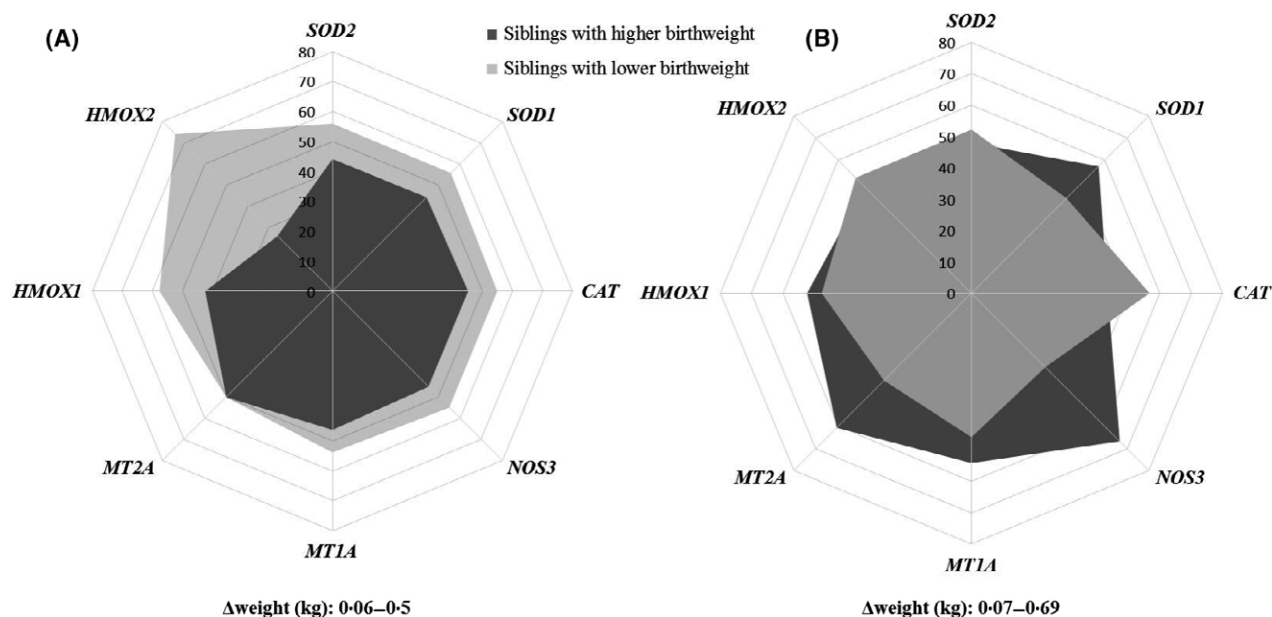 (A)
SOD2
80
70
60
50
40
30
20
10
0
SOD1
CAT
NOS3
MT1A
MT2A
HMOX1
HMOX2
Siblings with higher birthweight
Siblings with lower birthweight
Δweight (kg): 0·06–0·5
(B)
SOD2
80
70
60
50
40
30
20
10
0
SOD1
CAT
NOS3
MT1A
MT2A
HMOX1
HMOX2
Δweight (kg): 0·07–0·69